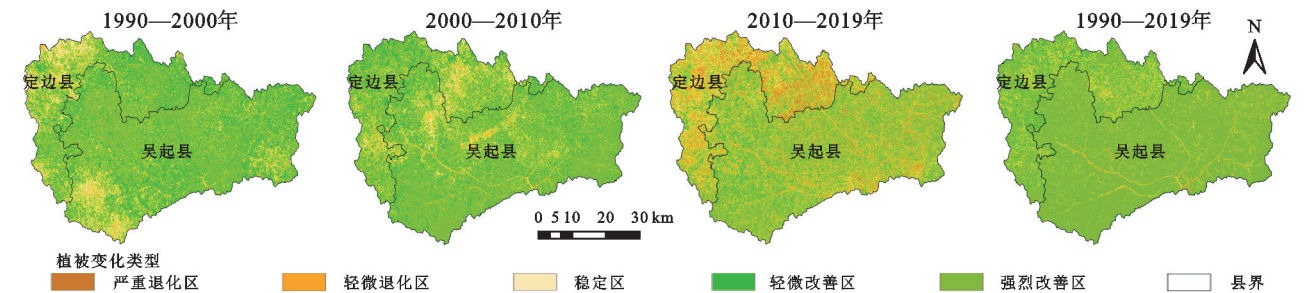 1990—2000年
2000—2010年
2010—2019年
1990—2019年
N
定边县
吴起县
定边县
吴起县
定边县
吴起县
定边县
吴起县
0 5 10 20 30 km
植被变化类型
严重退化区
轻微退化区
稳定区
轻微改善区
强烈改善区
县界